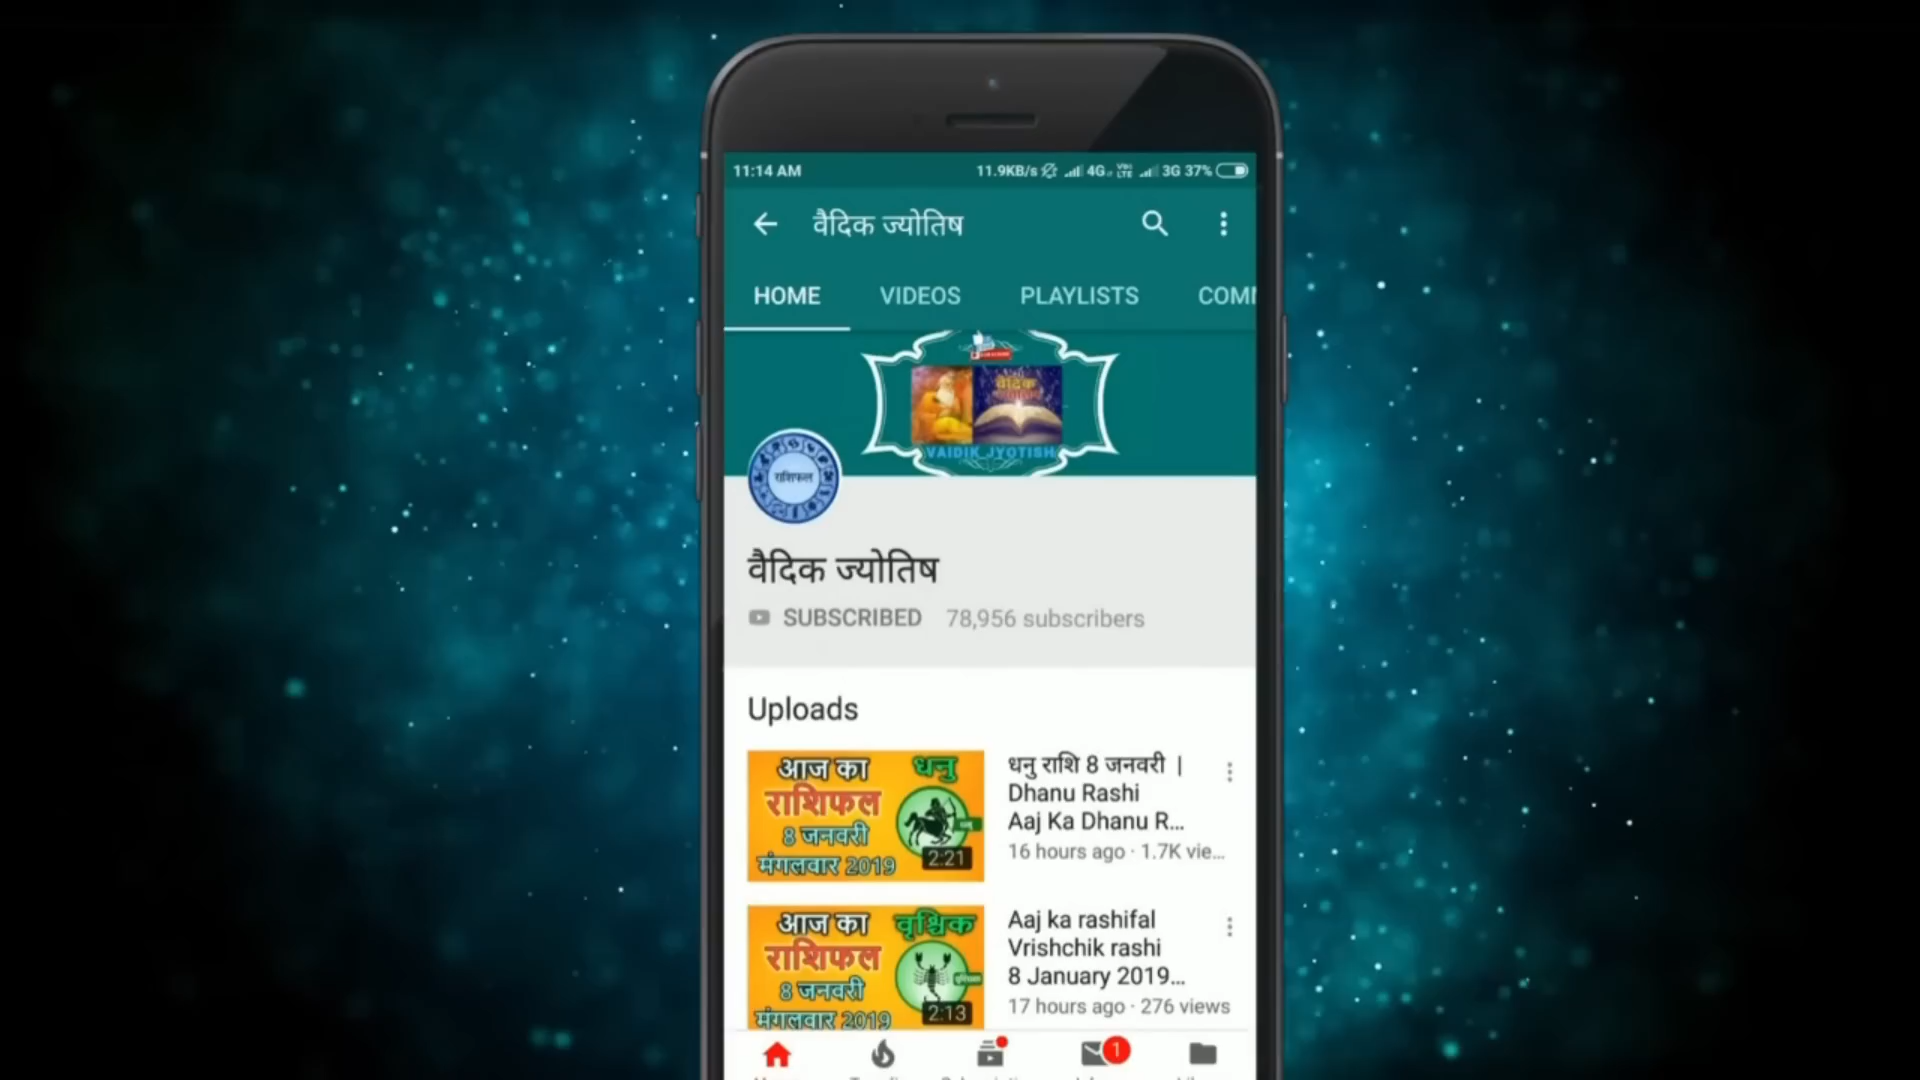 11:14 AM 11.9KB/s 4G 3G 37%
वैदिक ज्योतिष
HOME VIDEOS PLAYLISTS COM
वैदिक
VAIDIK JYOTISH
राशिफल
वैदिक ज्योतिष
SUBSCRIBED 78,956 subscribers
Uploads
आज का धनु
राशिफल
8 जनवरी
मंगलवार 2019
2:21
धनु राशि 8 जनवरी |
Dhanu Rashi
Aaj Ka Dhanu R...
16 hours ago · 1.7K vie...
आज का वृश्चिक
राशिफल
8 जनवरी
मंगलवार 2019
2:13
Aaj ka rashifal
Vrishchik rashi
8 January 2019...
17 hours ago · 276 views
1